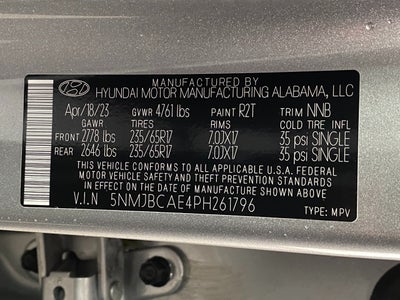 MANUFACTURED BY
HYUNDAI MOTOR MANUFACTURING ALABAMA, LLC
Apr/18/23 GVWR 4761 lbs PAINT R2T TRIM NNB
GAWR TIRES RIMS COLD TIRE INFL
FRONT 2778 lbs 235/65R17 7.0JX17 35 psi SINGLE
REAR 2646 lbs 235/65R17 7.0JX17 35 psi SINGLE
THIS VEHICLE CONFORMS TO ALL APPLICABLE U.S.A. FEDERAL
MOTOR VEHICLE SAFETY AND THEFT PREVENTION STANDARDS
IN EFFECT ON THE DATE OF MANUFACTURE SHOWN ABOVE.
V.I.N 5NMJBCAE4PH261796 TYPE: MPV